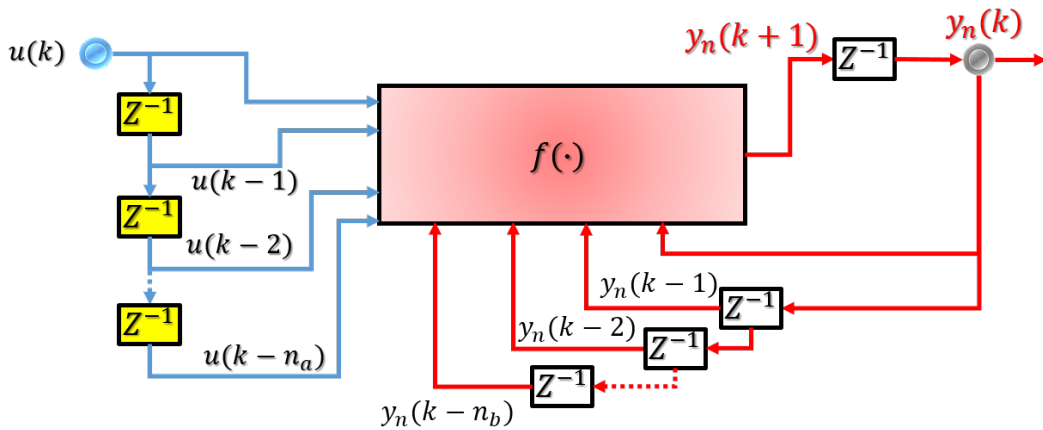 u(k)
y_n(k + 1)
Z^{-1}
y_n(k)
Z^{-1}
u(k − 1)
f(·)
Z^{-1}
u(k − 2)
Z^{-1}
u(k − n_a)
y_n(k − 1)
Z^{-1}
y_n(k − 2)
Z^{-1}
Z^{-1}
y_n(k − n_b)